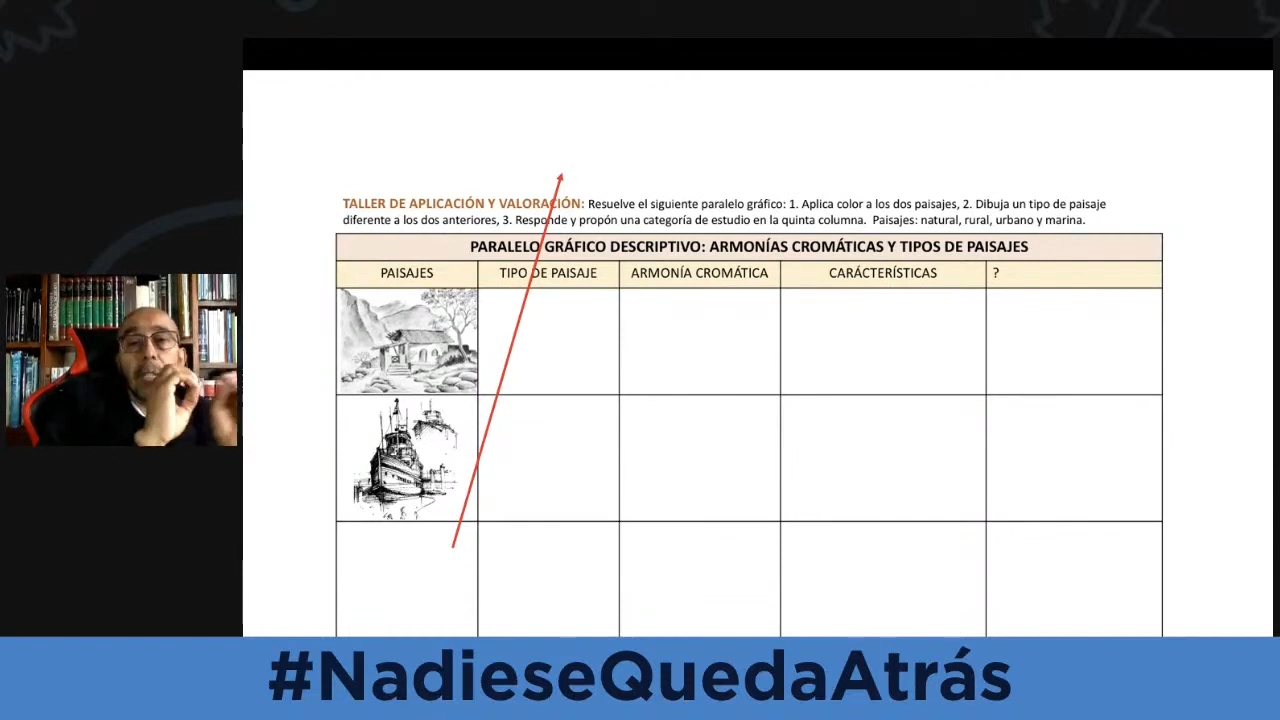 TALLER DE APLICACIÓN Y VALORACIÓN: Resuelve el siguiente paralelo gráfico: 1. Aplica color a los dos paisajes, 2. Dibuja un tipo de paisaje
diferente a los dos anteriores, 3. Responde y propón una categoría de estudio en la quinta columna. Paisajes: natural, rural, urbano y marina.
PARALELO GRÁFICO DESCRIPTIVO: ARMONÍAS CROMÁTICAS Y TIPOS DE PAISAJES
PAISAJES TIPO DE PAISAJE ARMONÍA CROMÁTICA CARÁCTERÍSTICAS ?
#NadieseQuedaAtrás